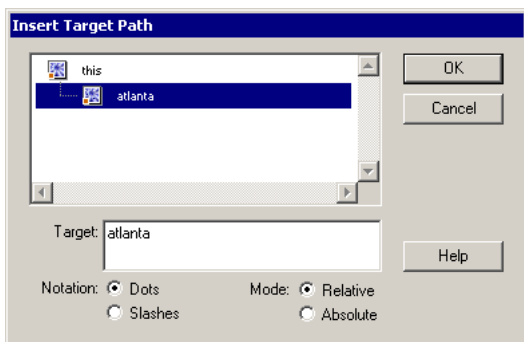 Insert Target Path
this
atlanta
OK
Cancel
Target: atlanta
Help
Notation: Dots Mode: Relative
Slashes Absolute